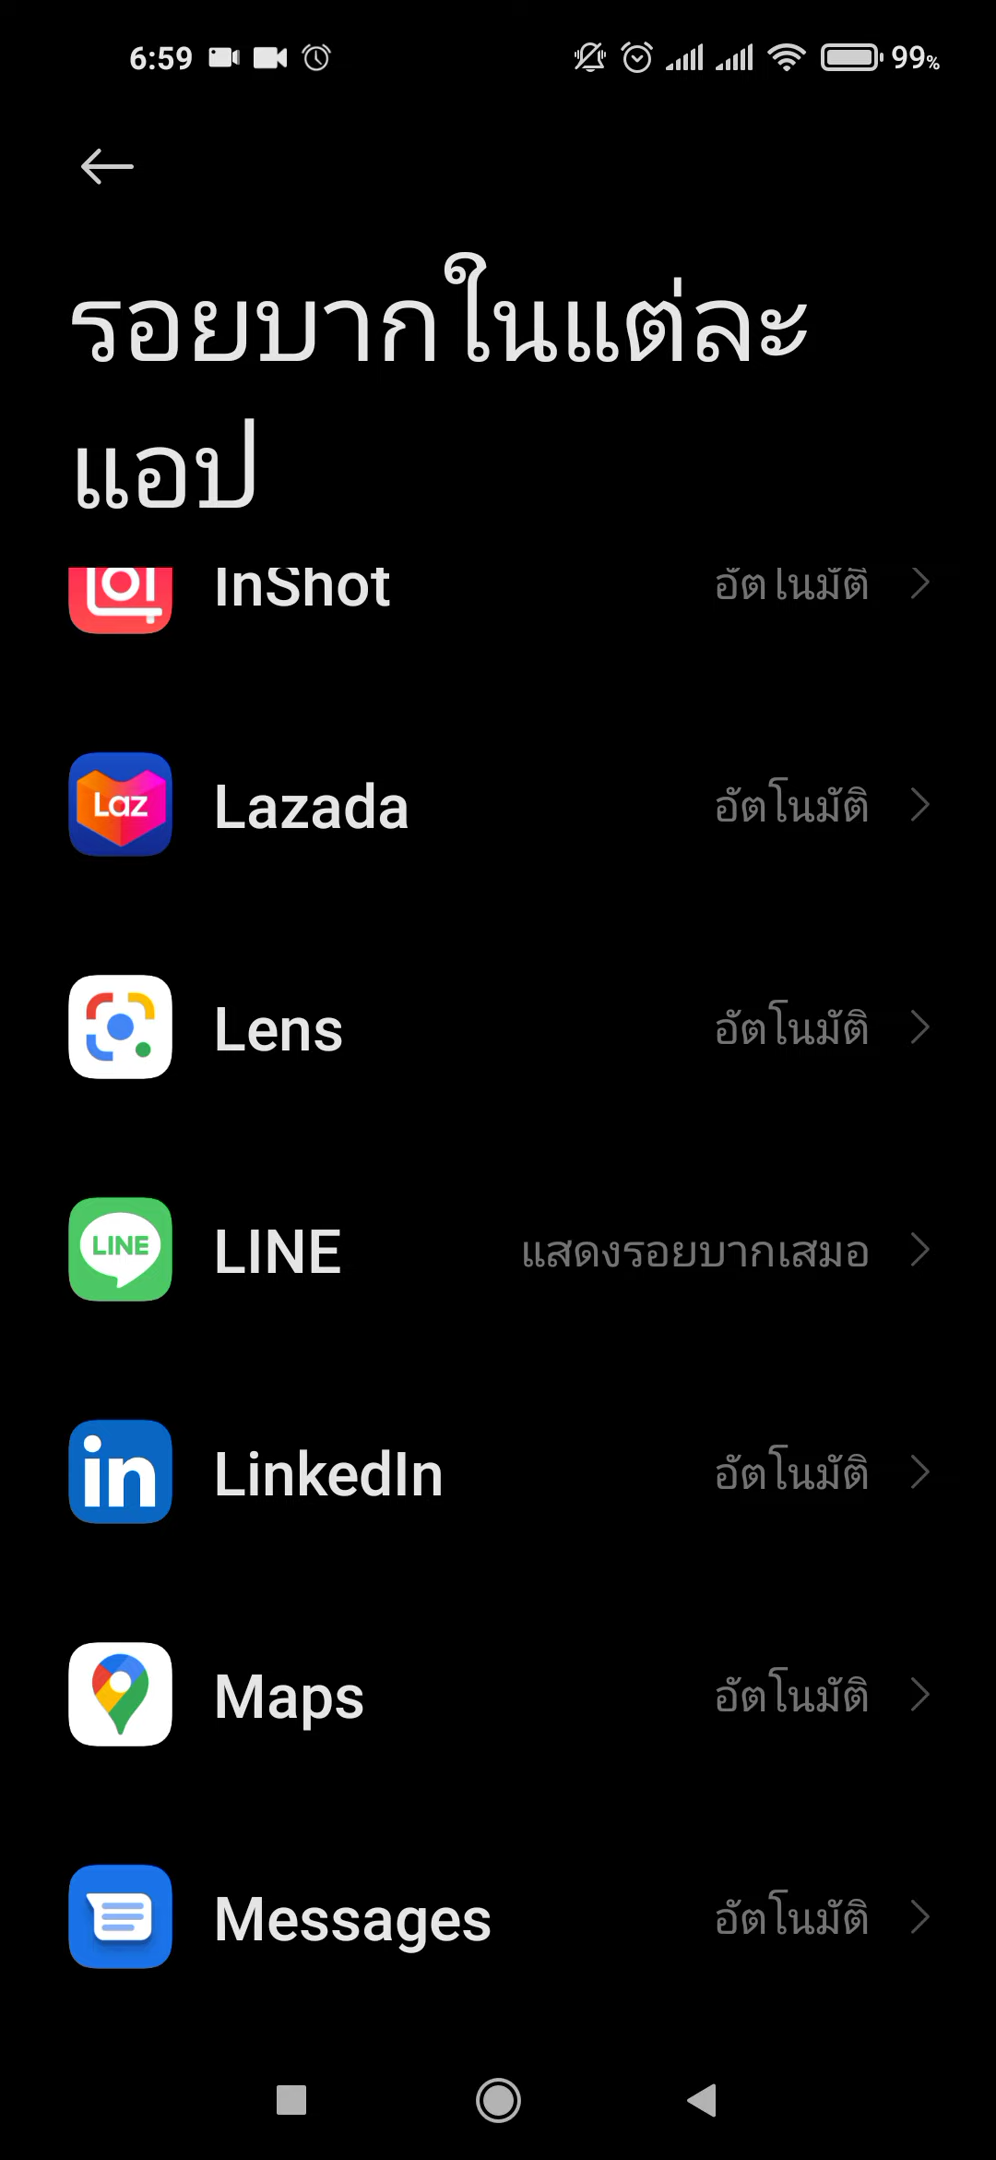 6:59 99%
รอยบากในแต่ละ
แอป
InShot อัตโนมัติ
Laz Lazada อัตโนมัติ
Lens อัตโนมัติ
LINE LINE แสดงรอยบากเสมอ
in LinkedIn อัตโนมัติ
Maps อัตโนมัติ
Messages อัตโนมัติ